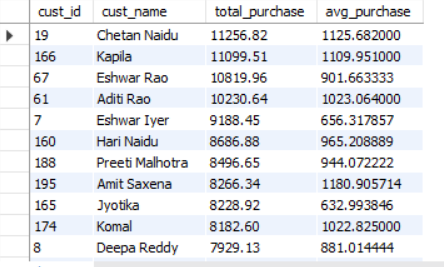 cust_id cust_name total_purchase avg_purchase
19 Chetan Naidu 11256.82 1125.682000
166 Kapila 11099.51 1109.951000
67 Eshwar Rao 10819.96 901.663333
61 Aditi Rao 10230.64 1023.064000
7 Eshwar Iyer 9188.45 656.317857
160 Hari Naidu 8686.88 965.208889
188 Preeti Malhotra 8496.65 944.072222
195 Amit Saxena 8266.34 1180.905714
165 Jyotika 8228.92 632.993846
174 Komal 8182.60 1022.825000
8 Deepa Reddy 7929.13 881.014444